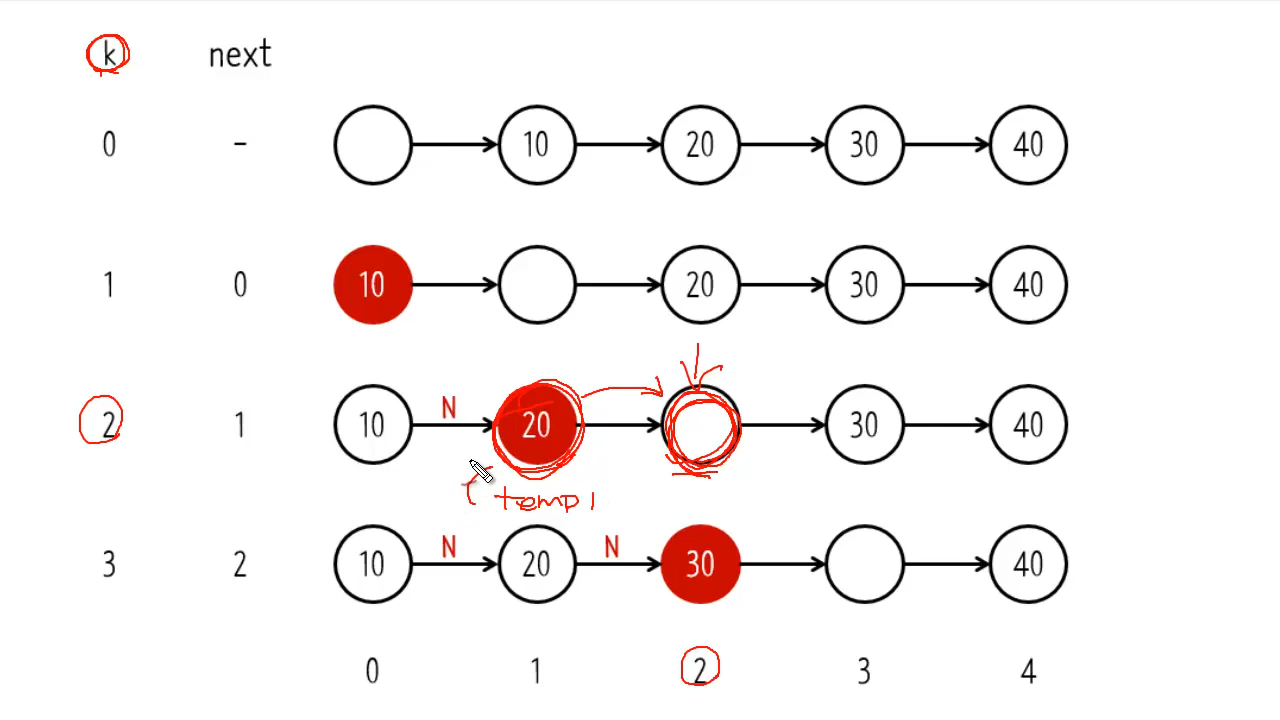 k next
0 - 10 20 30 40
1 0 10 20 30 40
N
2 1 10 20 30 40
temp1
N N
3 2 10 20 30 40
0 1 2 3 4